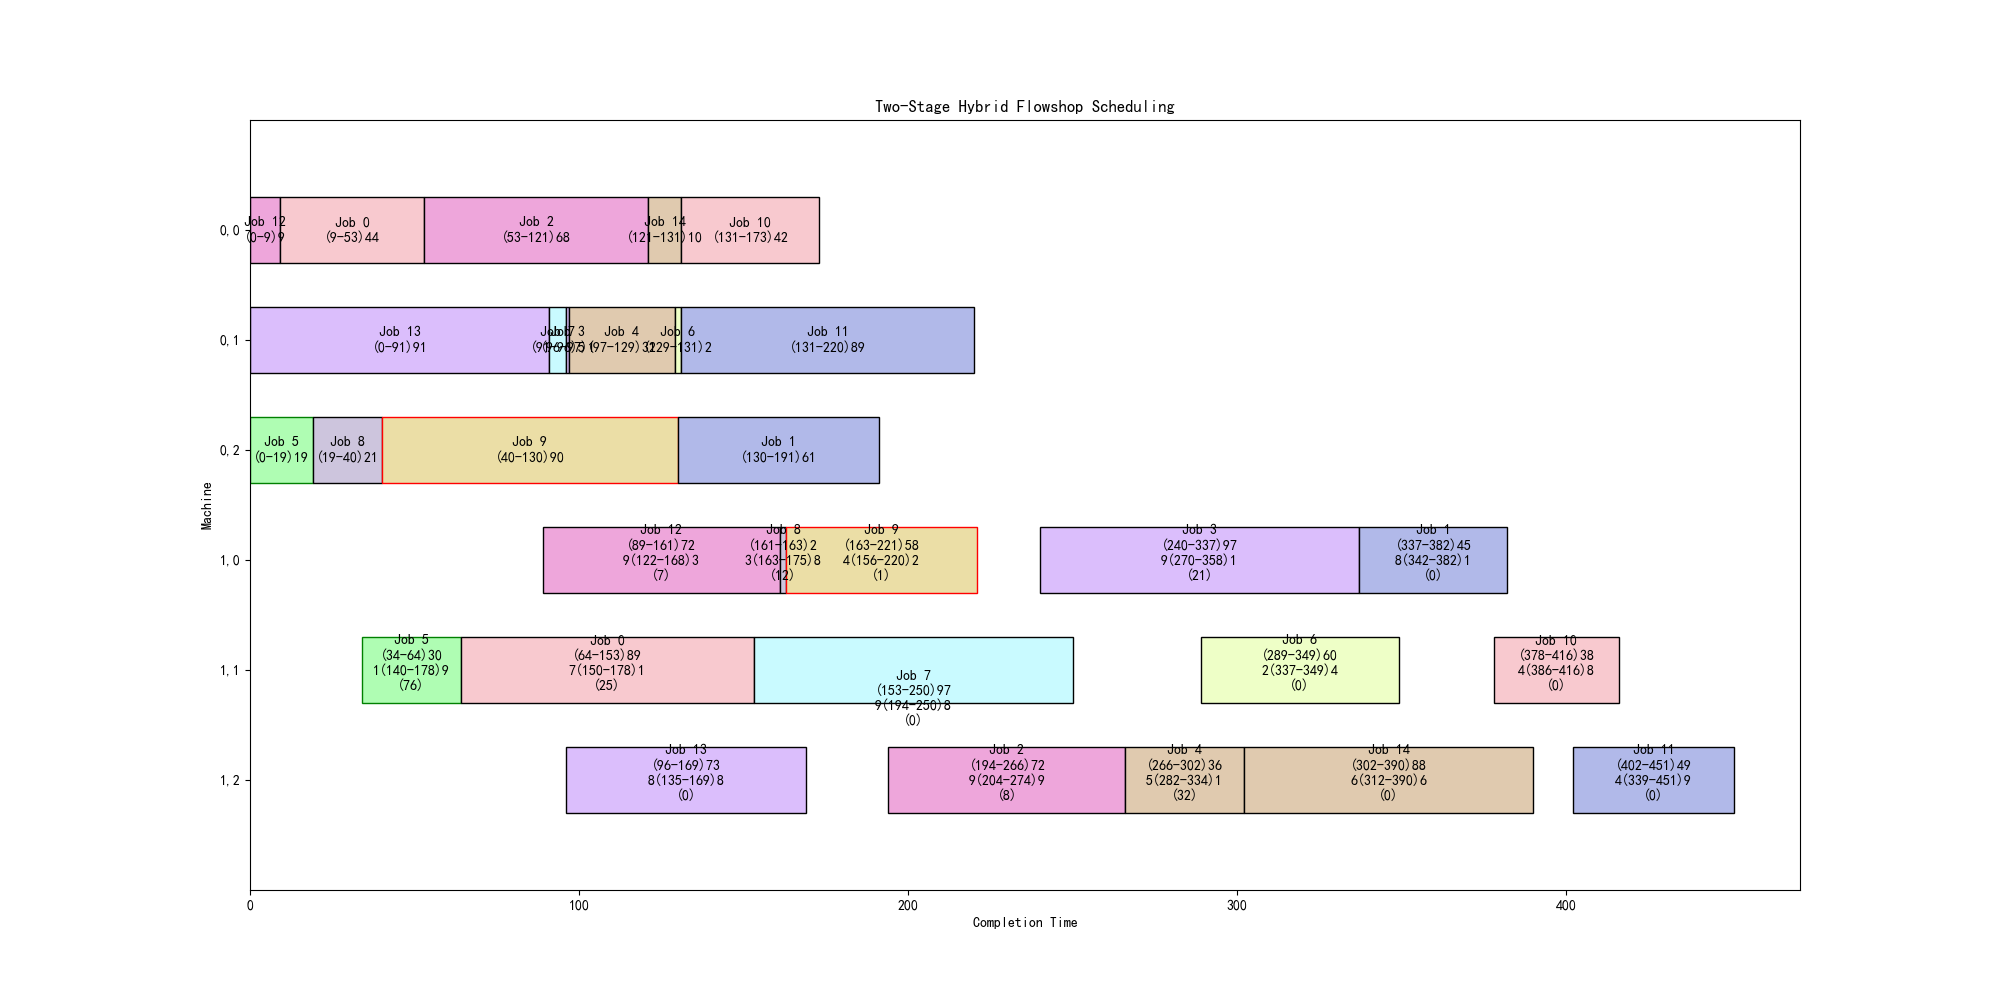 Two-Stage Hybrid Flowshop Scheduling
0,0
Job 12
(0-9)9
Job 0
(9-53)44
Job 2
(53-121)68
Job 14
(121-131)10
Job 10
(131-173)42
0,1
Job 13
(0-91)91
Job 3
Job 4
(97-129)32
Job 6
(129-131)2
Job 11
(131-220)89
0,2
Job 5
(0-19)19
Job 8
(19-40)21
Job 9
(40-130)90
Job 1
(130-191)61
Machine
1,0
Job 12
(89-161)72
9(122-168)3
(7)
Job 8
(161-163)2
3(163-175)8
(12)
Job 9
(163-221)58
4(156-220)2
(1)
Job 3
(240-337)97
9(270-358)1
(21)
Job 1
(337-382)45
8(342-382)1
(0)
1,1
Job 5
(34-64)30
1(140-178)9
(76)
Job 0
(64-153)89
7(150-178)1
(25)
Job 7
(153-250)97
9(194-250)8
(0)
Job 6
(289-349)60
2(337-349)4
(0)
Job 10
(378-416)38
4(386-416)8
(0)
1,2
Job 13
(96-169)73
8(135-169)8
(0)
Job 2
(194-266)72
9(204-274)9
(8)
Job 4
(266-302)36
5(282-334)1
(32)
Job 14
(302-390)88
6(312-390)6
(0)
Job 11
(402-451)49
4(339-451)9
(0)
0
100
200
300
400
Completion Time